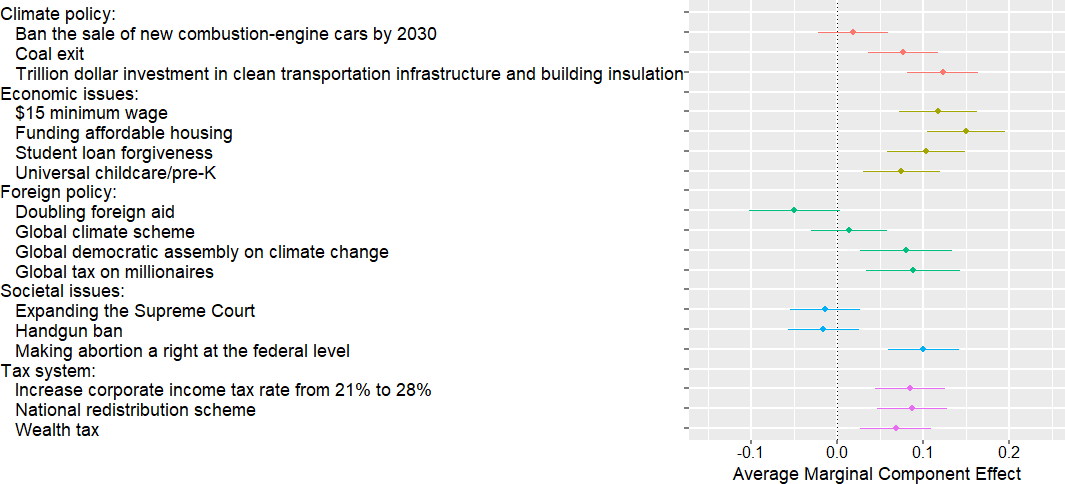 Climate policy:
Ban the sale of new combustion-engine cars by 2030
Coal exit
Trillion dollar investment in clean transportation infrastructure and building insulation
Economic issues:
$15 minimum wage
Funding affordable housing
Student loan forgiveness
Universal childcare/pre-K
Foreign policy:
Doubling foreign aid
Global climate scheme
Global democratic assembly on climate change
Global tax on millionaires
Societal issues:
Expanding the Supreme Court
Handgun ban
Making abortion a right at the federal level
Tax system:
Increase corporate income tax rate from 21% to 28%
National redistribution scheme
Wealth tax
-0.1 0.0 0.1 0.2
Average Marginal Component Effect